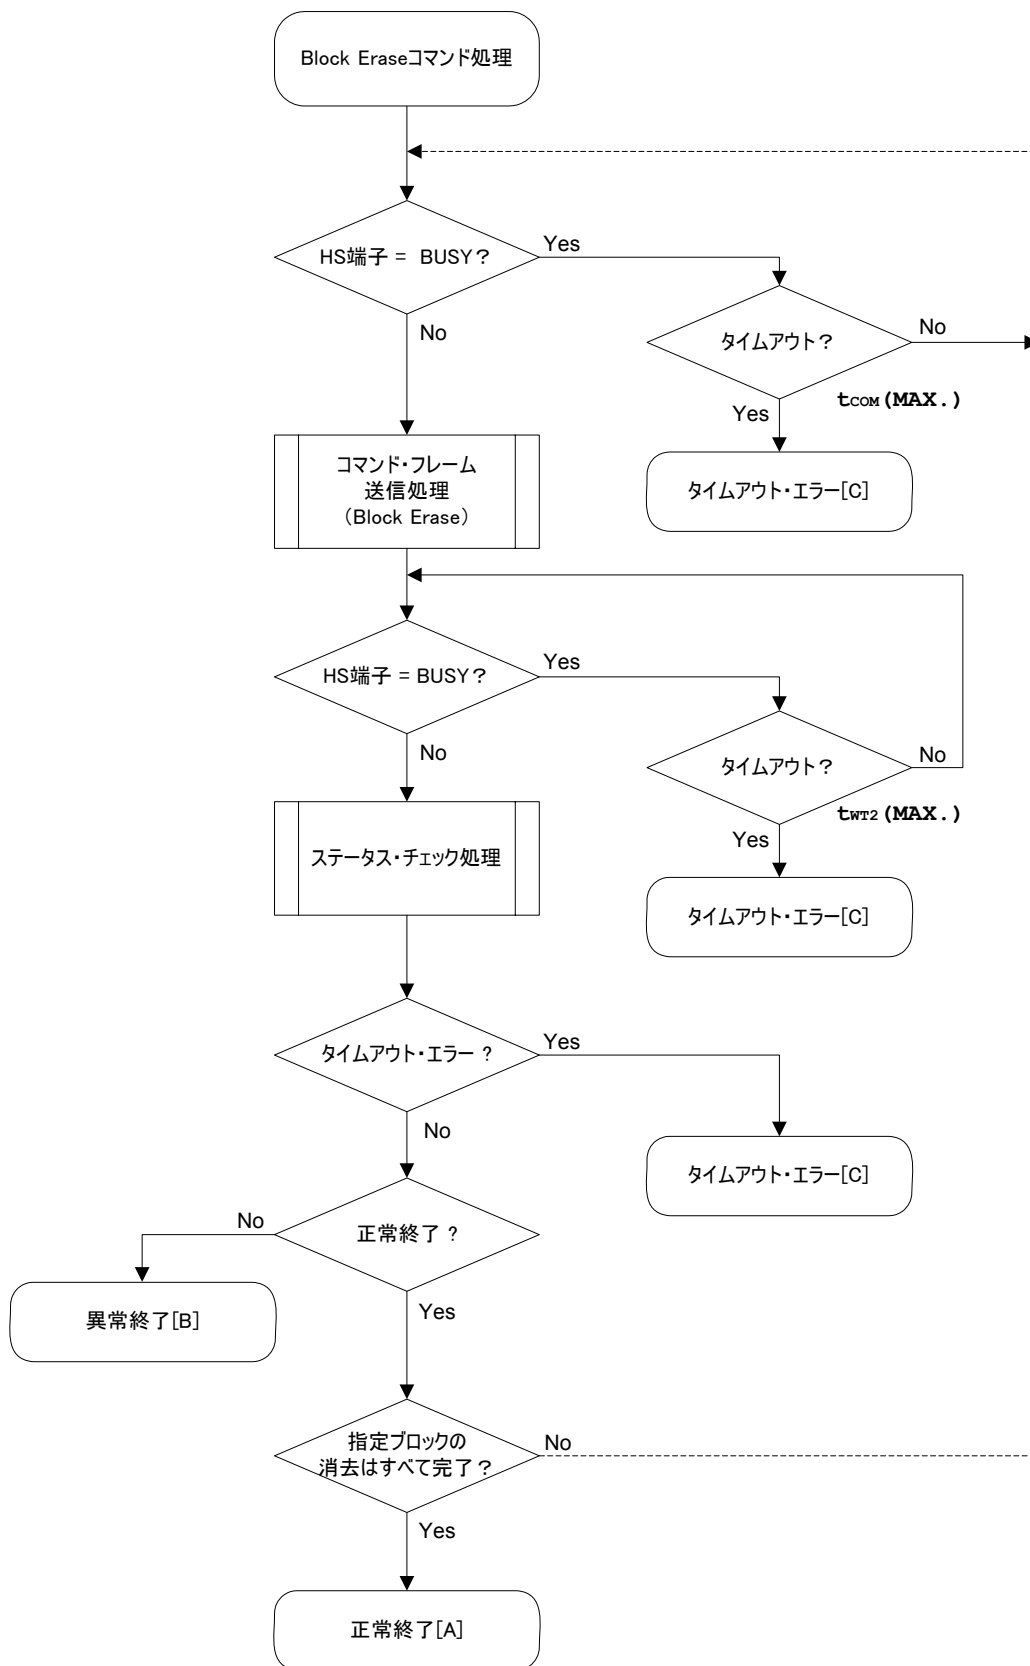 Block Eraseコマンド処理
HS端子 = BUSY?
Yes
No
タイムアウト?
No
tCOM(MAX.)
Yes
タイムアウト・エラー[C]
コマンド・フレーム
送信処理
(Block Erase)
HS端子 = BUSY?
Yes
No
タイムアウト?
No
tWT2(MAX.)
Yes
タイムアウト・エラー[C]
ステータス・チェック処理
タイムアウト・エラー ?
Yes
No
タイムアウト・エラー[C]
正常終了 ?
No
Yes
異常終了[B]
指定ブロックの
消去はすべて完了?
No
Yes
正常終了[A]